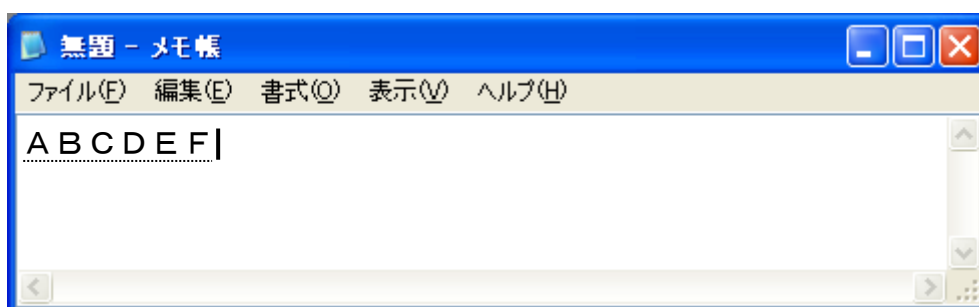 無題 - メモ帳
ファイル(F) 編集(E) 書式(O) 表示(V) ヘルプ(H)
ABCDEF